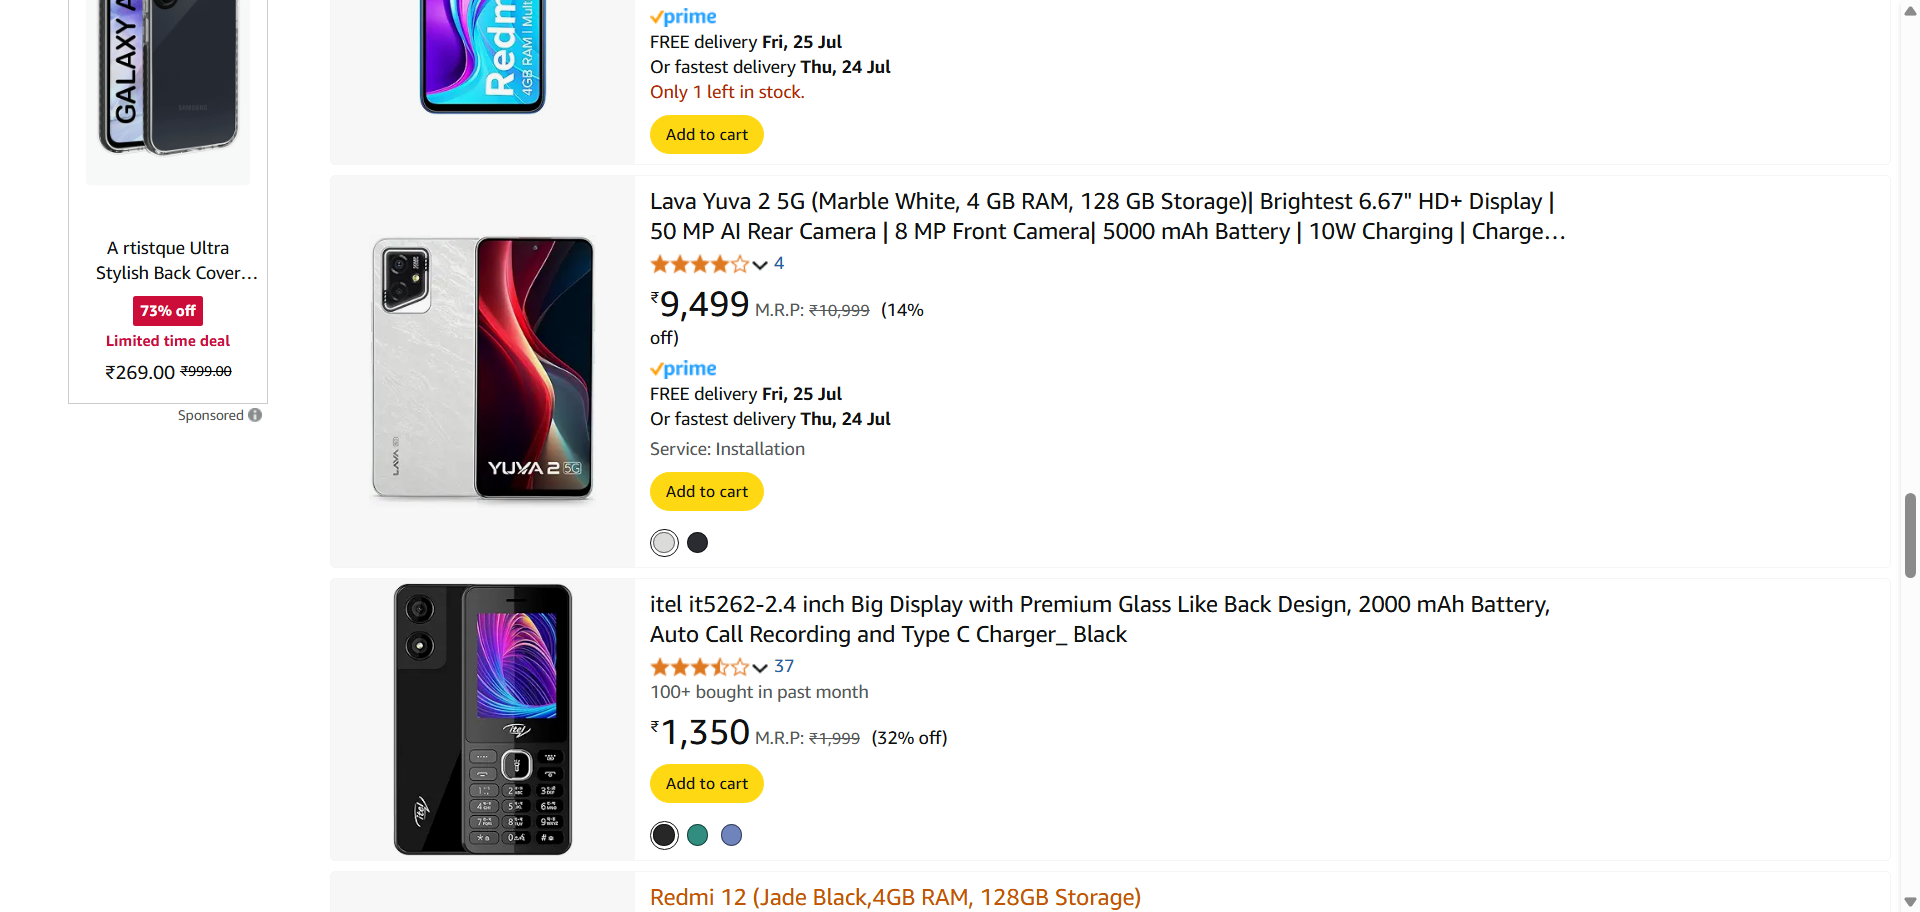 GALAXY A
SAMSUNG
A rtistque Ultra
Stylish Back Cover...
73% off
Limited time deal
₹269.00 ₹999.00
Sponsored
Redm
4GB RAM | Mult
prime
FREE delivery Fri, 25 Jul
Or fastest delivery Thu, 24 Jul
Only 1 left in stock.
Add to cart
LAVA 5G
YUVA 2 5G
Lava Yuva 2 5G (Marble White, 4 GB RAM, 128 GB Storage)| Brightest 6.67" HD+ Display |
50 MP AI Rear Camera | 8 MP Front Camera| 5000 mAh Battery | 10W Charging | Charge...
4
₹9,499 M.R.P: ₹10,999 (14%
off)
prime
FREE delivery Fri, 25 Jul
Or fastest delivery Thu, 24 Jul
Service: Installation
Add to cart
itel
itel
itel it5262-2.4 inch Big Display with Premium Glass Like Back Design, 2000 mAh Battery,
Auto Call Recording and Type C Charger_ Black
37
100+ bought in past month
₹1,350 M.R.P: ₹1,999 (32% off)
Add to cart
Redmi 12 (Jade Black,4GB RAM, 128GB Storage)